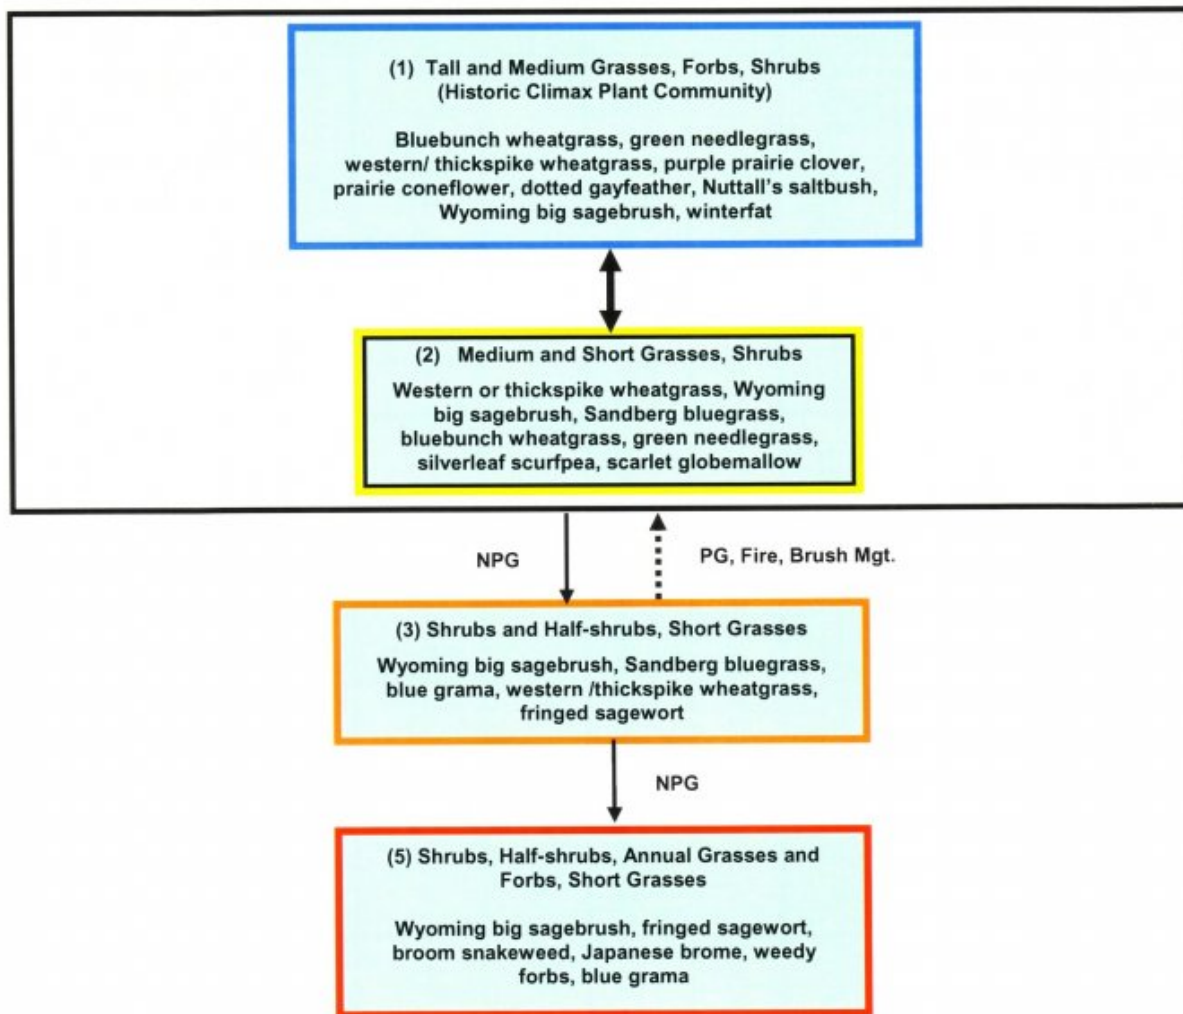 (1) Tall and Medium Grasses, Forbs, Shrubs
(Historic Climax Plant Community)
Bluebunch wheatgrass, green needlegrass,
western/ thickspike wheatgrass, purple prairie clover,
prairie coneflower, dotted gayfeather, Nuttall's saltbush,
Wyoming big sagebrush, winterfat
(2) Medium and Short Grasses, Shrubs
Western or thickspike wheatgrass, Wyoming
big sagebrush, Sandberg bluegrass,
bluebunch wheatgrass, green needlegrass,
silverleaf scurfpea, scarlet globemallow
NPG
PG, Fire, Brush Mgt.
(3) Shrubs and Half-shrubs, Short Grasses
Wyoming big sagebrush, Sandberg bluegrass,
blue grama, western /thickspike wheatgrass,
fringed sagewort
NPG
(5) Shrubs, Half-shrubs, Annual Grasses and
Forbs, Short Grasses
Wyoming big sagebrush, fringed sagewort,
broom snakeweed, Japanese brome, weedy
forbs, blue grama